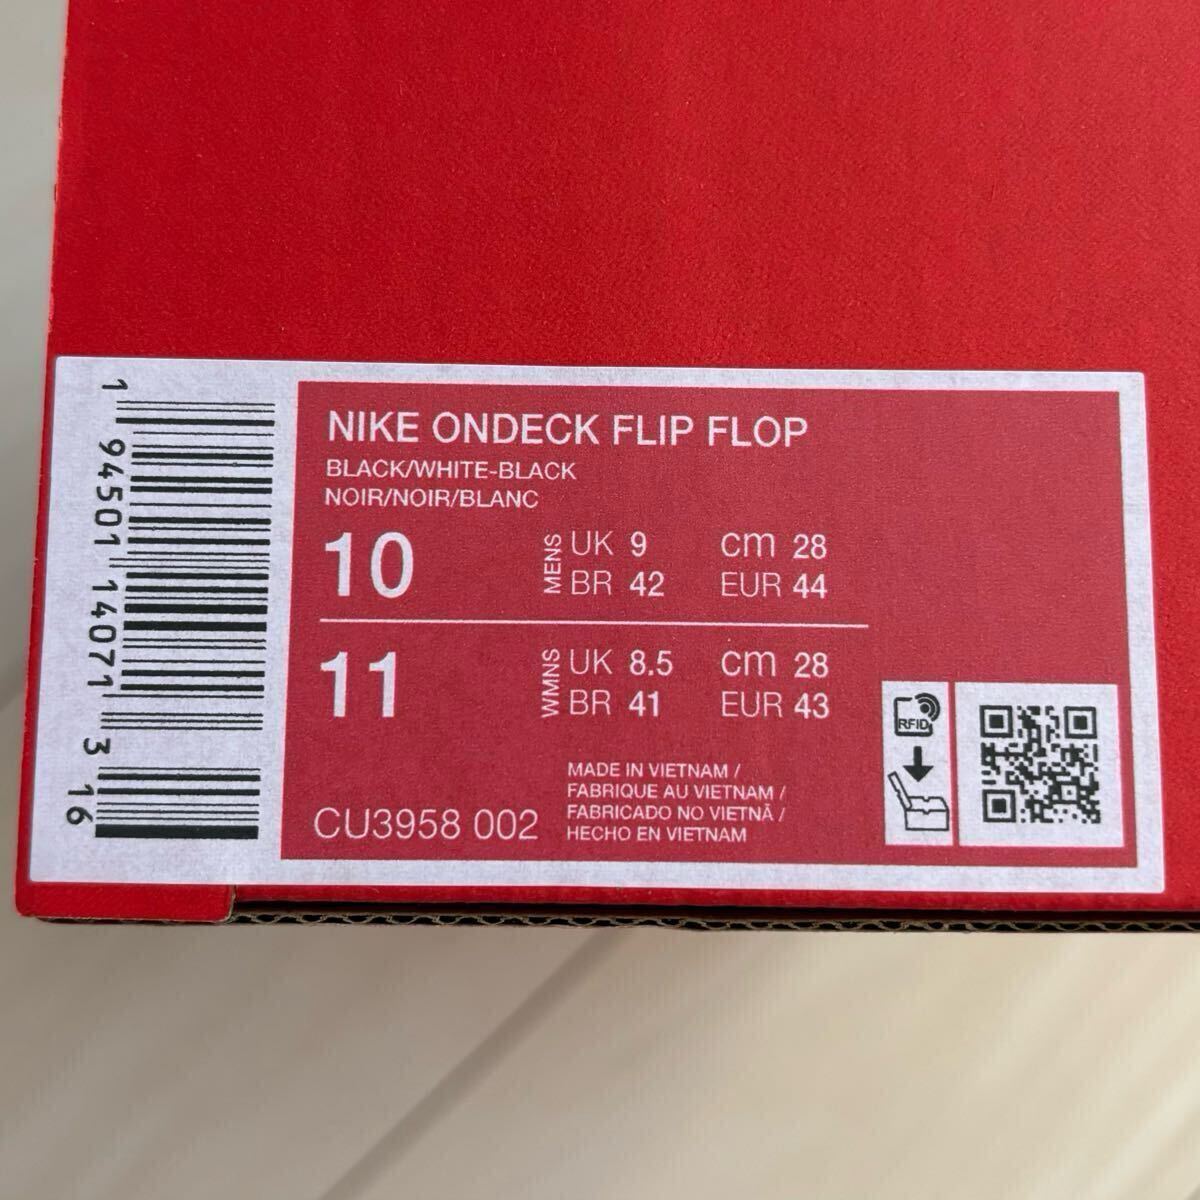 NIKE ONDECK FLIP FLOP
BLACK/WHITE-BLACK
NOIR/NOIR/BLANC
10 MENS UK 9 cm 28
BR 42 EUR 44
11 WMNS UK 8.5 cm 28
BR 41 EUR 43
MADE IN VIETNAM /
FABRIQUE AU VIETNAM /
FABRICADO NO VIETNÃ /
HECHO EN VIETNAM
CU3958 002
RFID
1 94501 14071 3 16